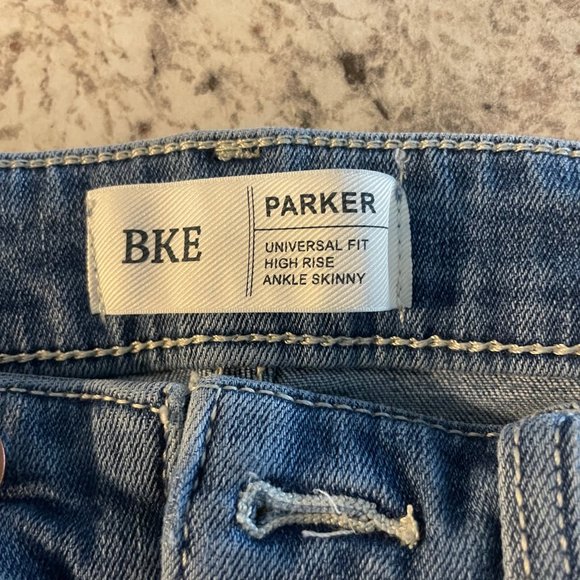 BKE
PARKER
UNIVERSAL FIT
HIGH RISE
ANKLE SKINNY